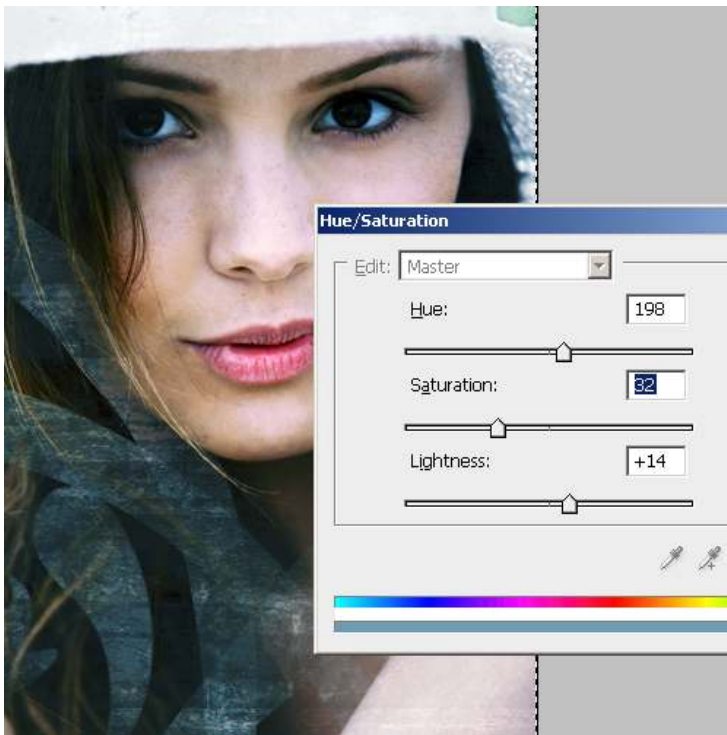 Hue/Saturation
Edit: Master
Hue: 198
Saturation: 32
Lightness: +14